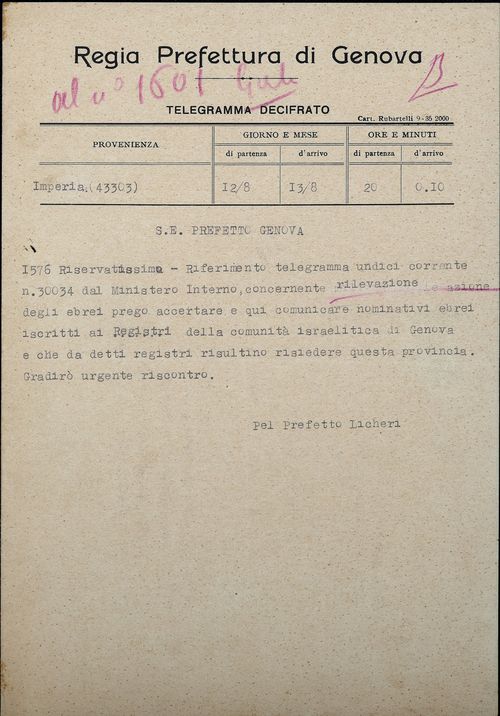 Regia Prefettura di Genova
al n° 1601 Gab
B
TELEGRAMMA DECIFRATO
Cart. Rubartelli 9-35 2000
PROVENIENZA
GIORNO E MESE
ORE E MINUTI
di partenza
d'arrivo
di partenza
d'arrivo
Imperia.(43303)
12/8
13/8
20
0.10
S.E. PREFETTO GENOVA
1576 Riservatissima - Riferimento telegramma undici corrente
n.30034 dal Ministero Interno,concernente rilevazione
degli ebrei prego accertare e qui comunicare nominativi ebrei
iscritti ai Registri della comunità israelitica di Genova
e che da detti registri risultino risiedere questa provincia.
Gradirò urgente riscontro.
Pel Prefetto Licheri